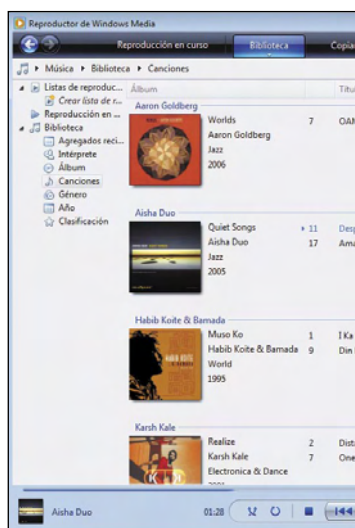 Reproductor de Windows Media
Reproducción en curso Biblioteca Copia
Música Biblioteca Canciones
Listas de reproduc... Álbum Títu
Crear lista de r...
Reproducción en ...
Biblioteca
Agregados reci...
Intérprete
Álbum
Canciones
Género
Año
Clasificación
Aaron Goldberg
Worlds 7 OAM
Aaron Goldberg
Jazz
2006
Aisha Duo
Quiet Songs 11 Desp
Aisha Duo 17 Ama
Jazz
2005
Habib Koite & Bamada
Muso Ko 1 I Ka
Habib Koite & Bamada 9 Din
World
1995
Karsh Kale
Realize 2 Dist
Karsh Kale 7 One
Electronica & Dance
Aisha Duo 01:28